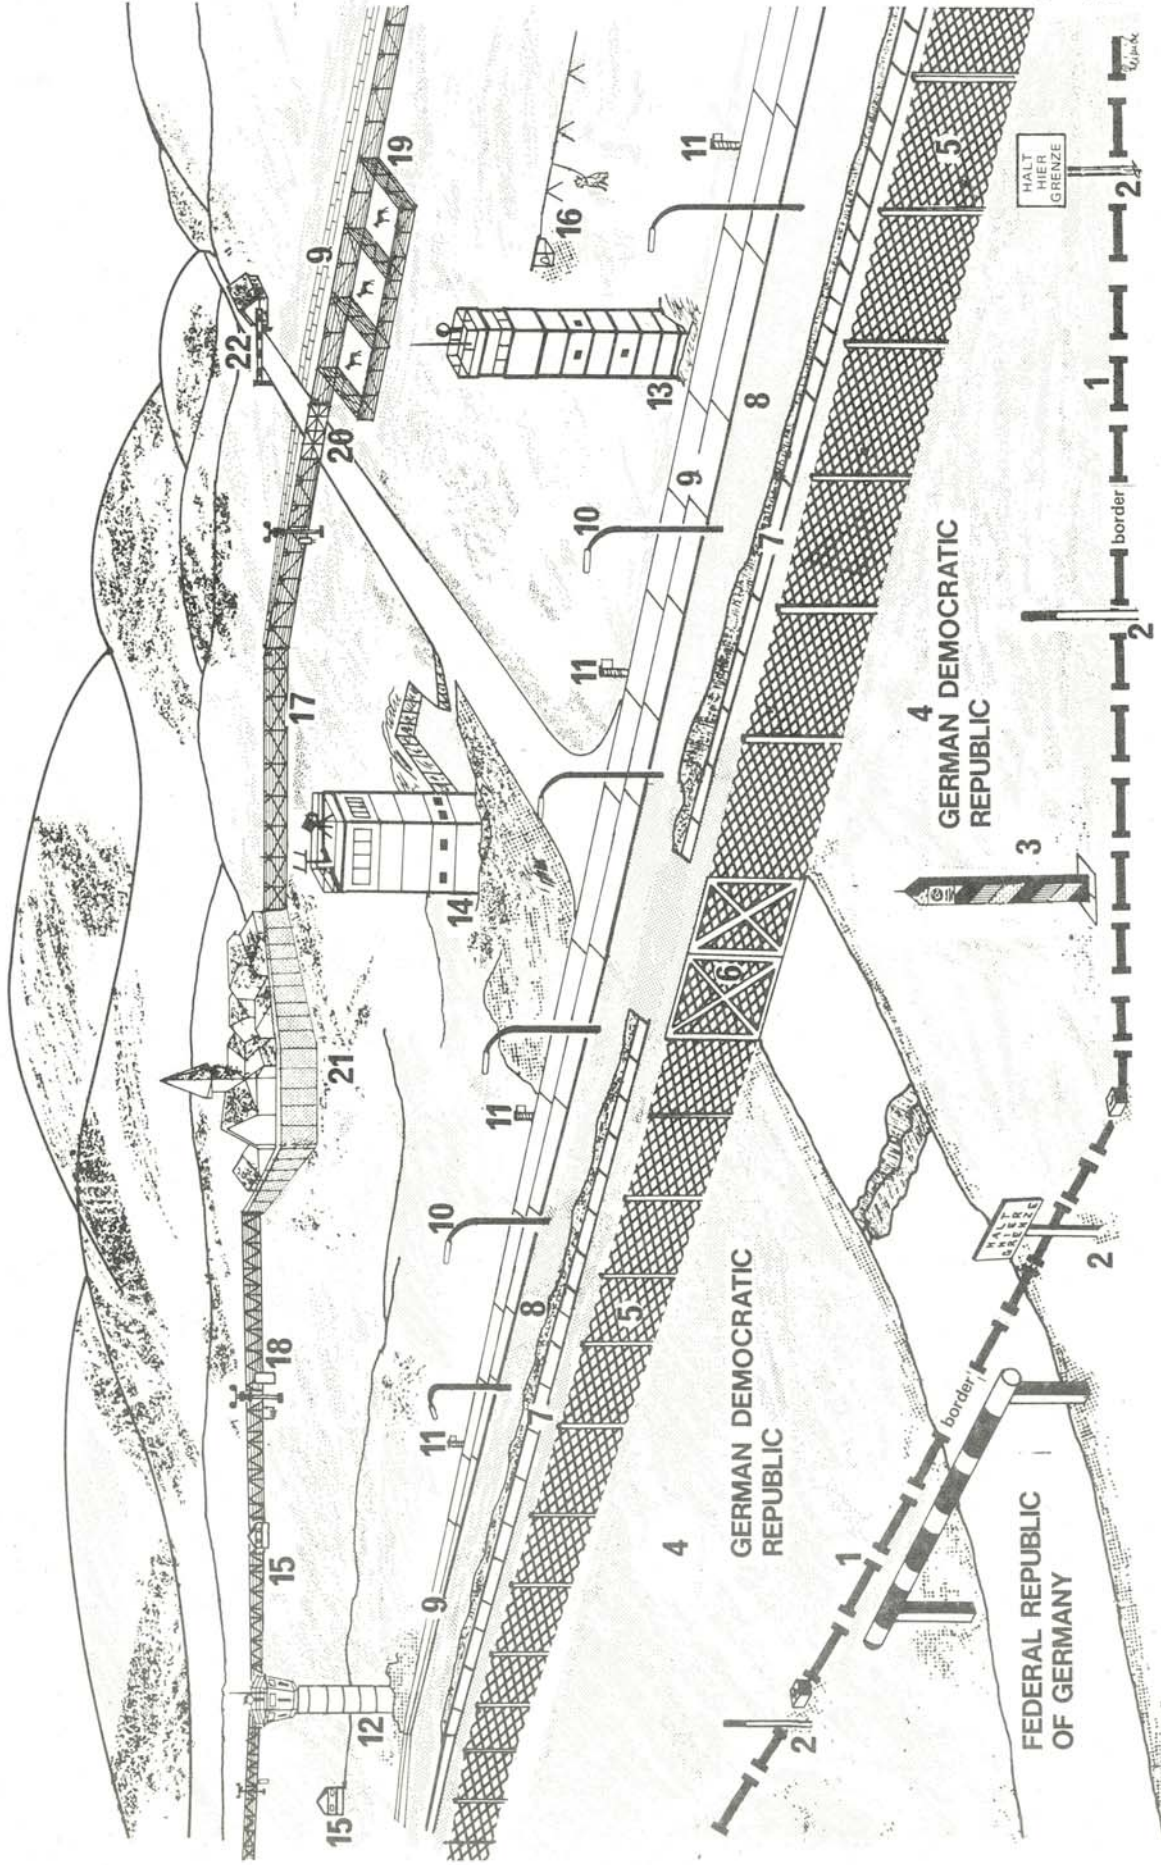 22
9
19
20
17
18
15
21
16
15
12
14
13
11
10
9
8
11
10
11
11
8
9
7
7
5
5
6
HALT
HIER
GRENZE
2
4
GERMAN DEMOCRATIC
REPUBLIC
3
1
border
2
4
GERMAN DEMOCRATIC
REPUBLIC
1
border
HALT
HIER
GRENZE
2
2
FEDERAL REPUBLIC
OF GERMANY